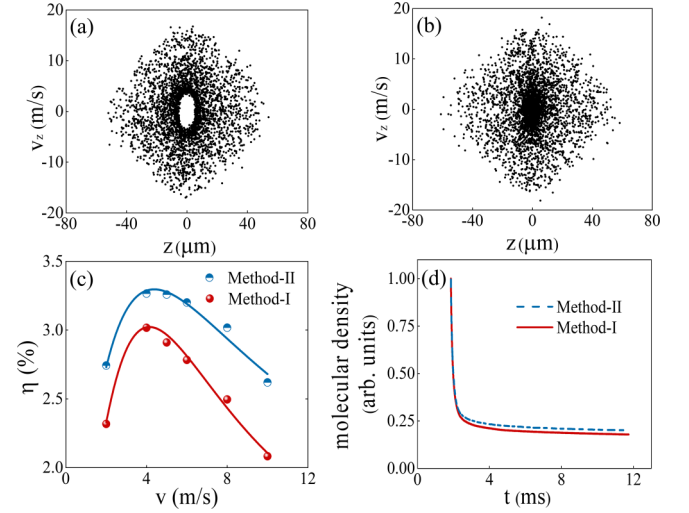 (a)
20
10
0
-10
-20
-80
-40
0
40
80
v_z (m/s)
z (μm)
(b)
20
10
0
-10
-20
-80
-40
0
40
80
v_z (m/s)
z (μm)
(c)
3.5
3.0
2.5
2.0
0
4
8
12
η (%)
v (m/s)
Method-II
Method-I
(d)
1.00
0.75
0.50
0.25
0.00
0
4
8
12
molecular density
(arb. units)
t (ms)
Method-II
Method-I